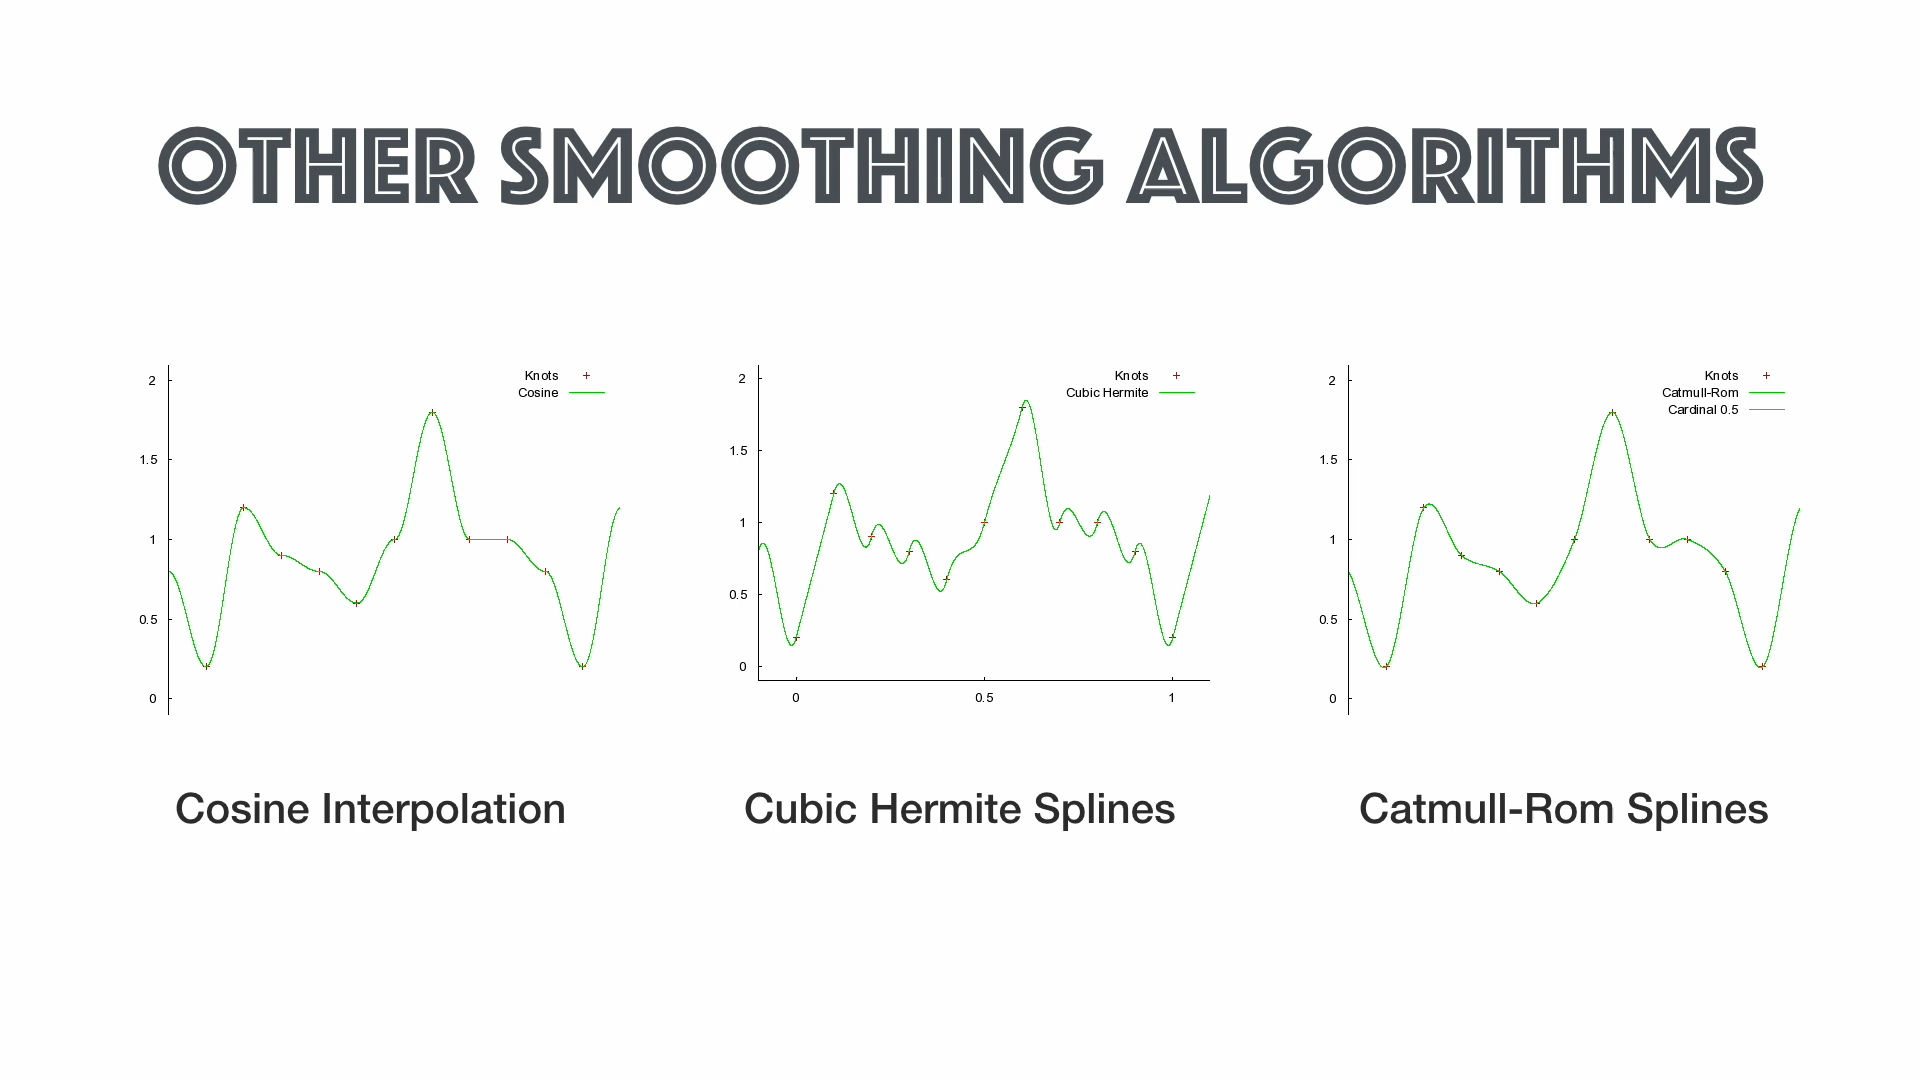 OTHER SMOOTHING ALGORITHMS
Knots
Cosine
2
1.5
1
0.5
0
Cosine Interpolation
Knots
Cubic Hermite
2
1.5
1
0.5
0
0 0.5 1
Cubic Hermite Splines
Knots
Catmull-Rom
Cardinal 0.5
2
1.5
1
0.5
0
Catmull-Rom Splines